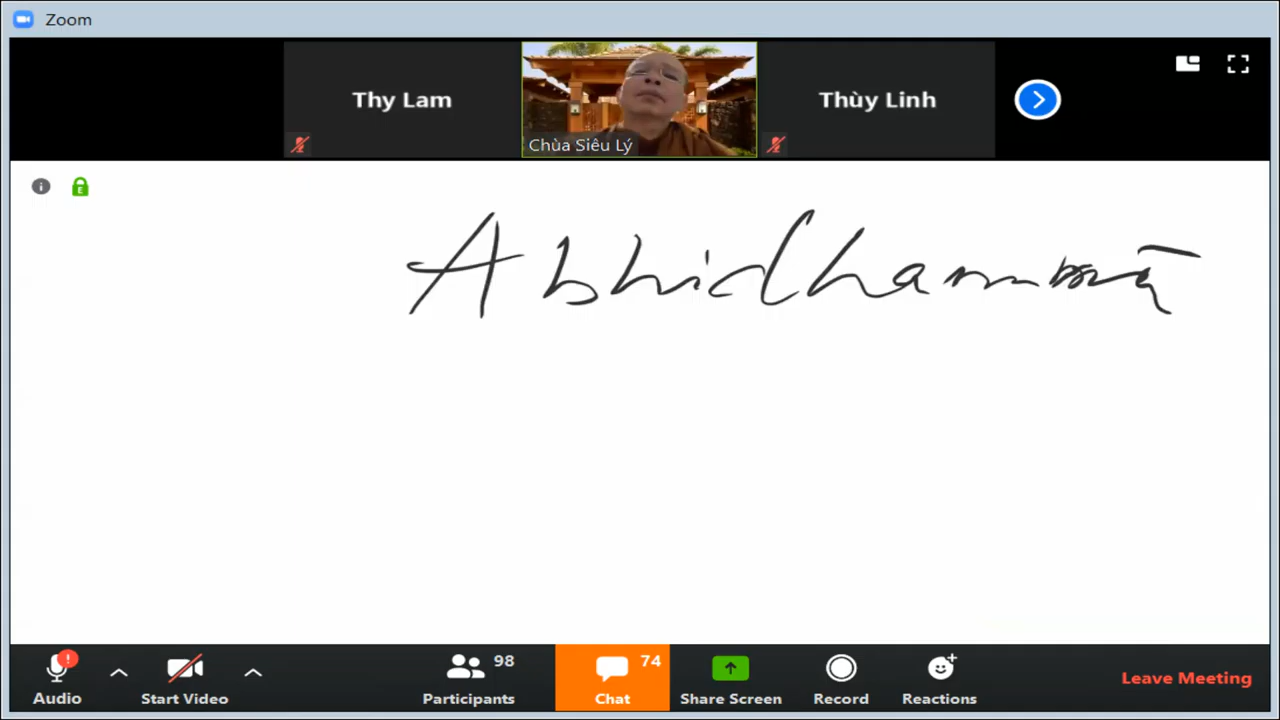 Zoom
Thy Lam
Chùa Siêu Lý
Thùy Linh
E
Abhidhammā
98
74
Audio
Start Video
Participants
Chat
Share Screen
Record
Reactions
Leave Meeting